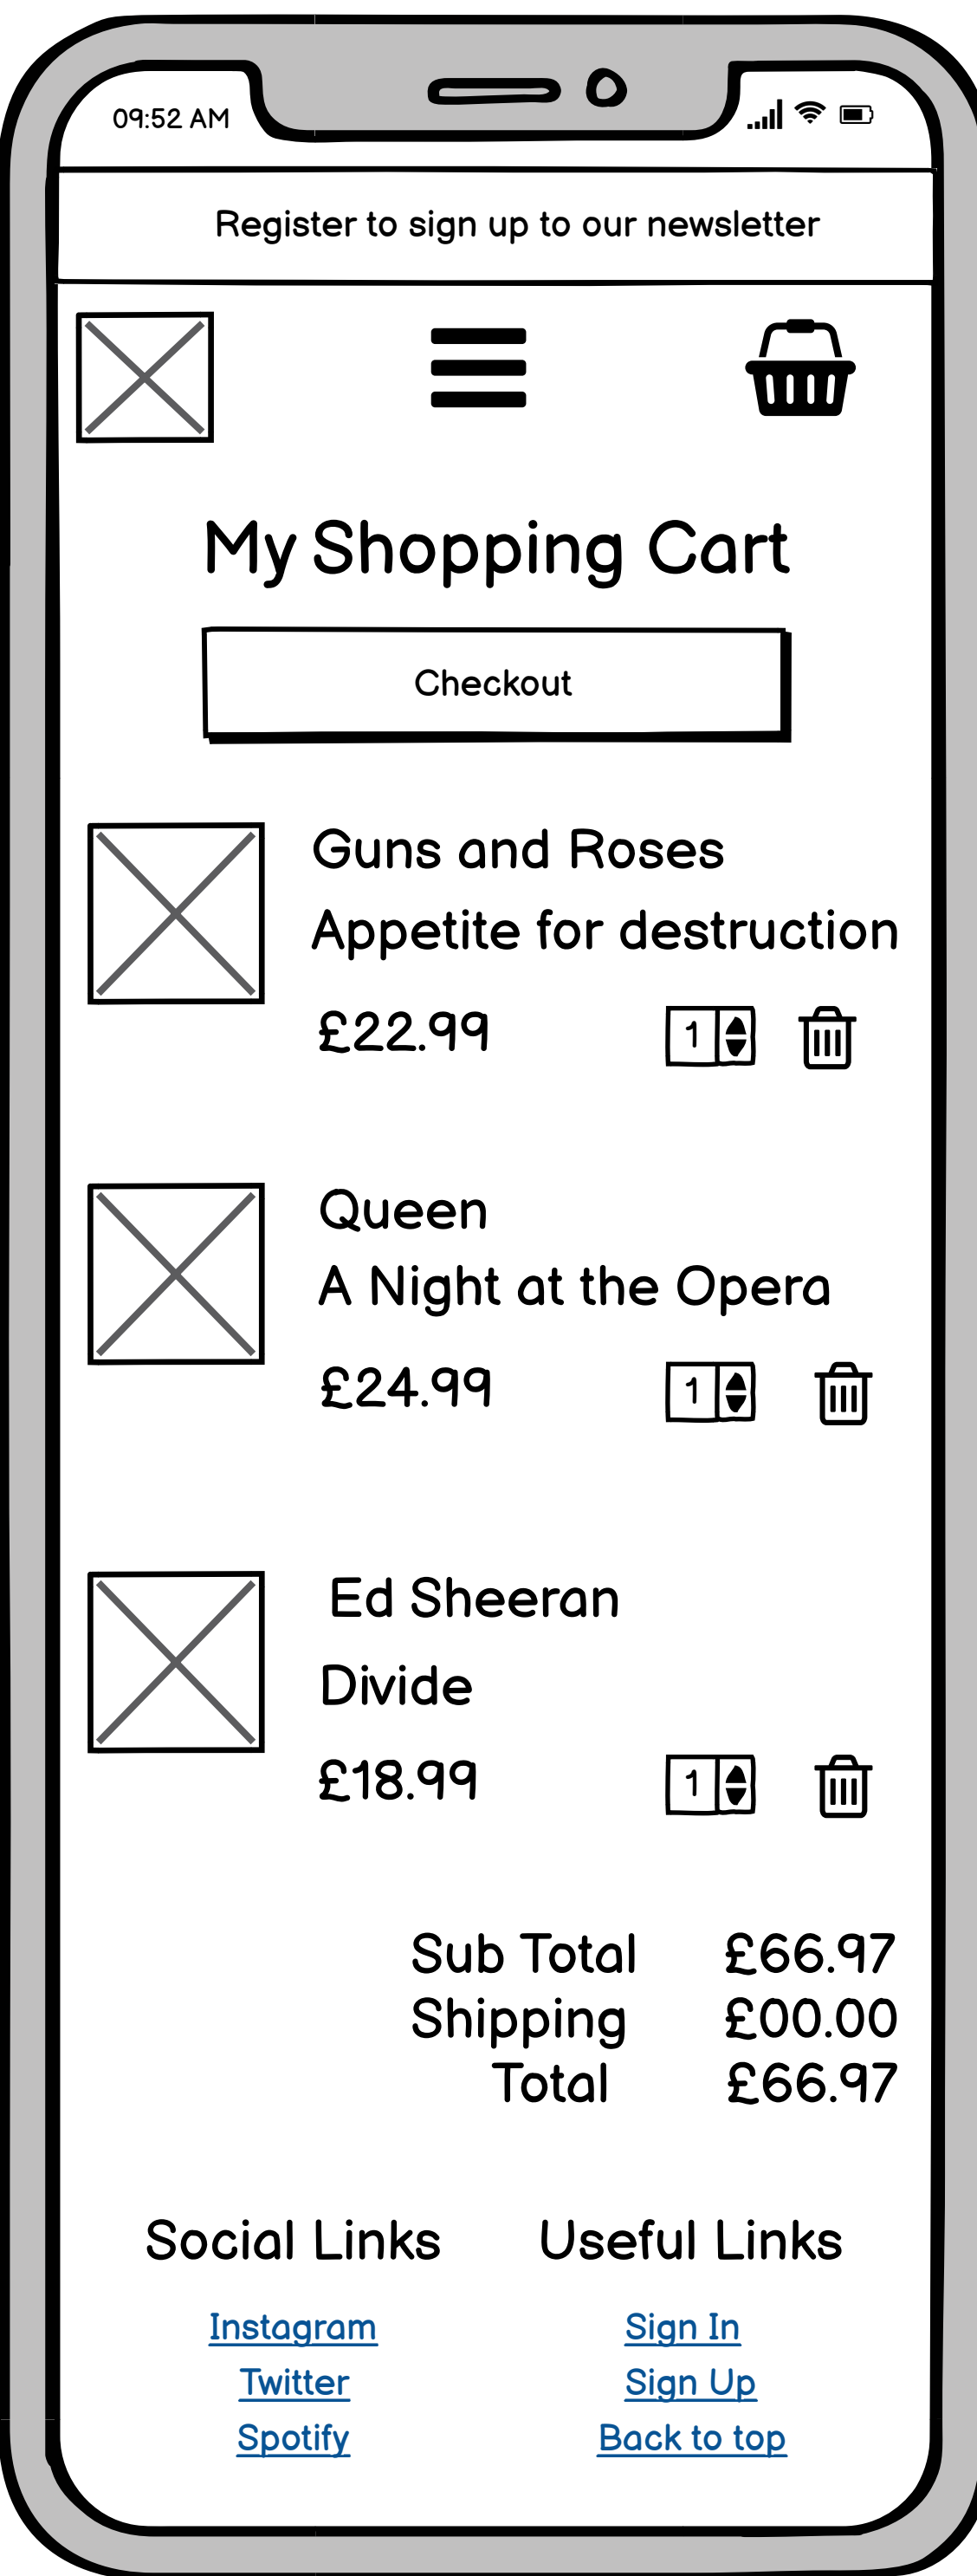 09:52 AM
Register to sign up to our newsletter
My Shopping Cart
Checkout
Guns and Roses
Appetite for destruction
£22.99 1
Queen
A Night at the Opera
£24.99 1
Ed Sheeran
Divide
£18.99 1
Sub Total £66.97
Shipping £00.00
Total £66.97
Social Links Useful Links
Instagram Sign In
Twitter Sign Up
Spotify Back to top